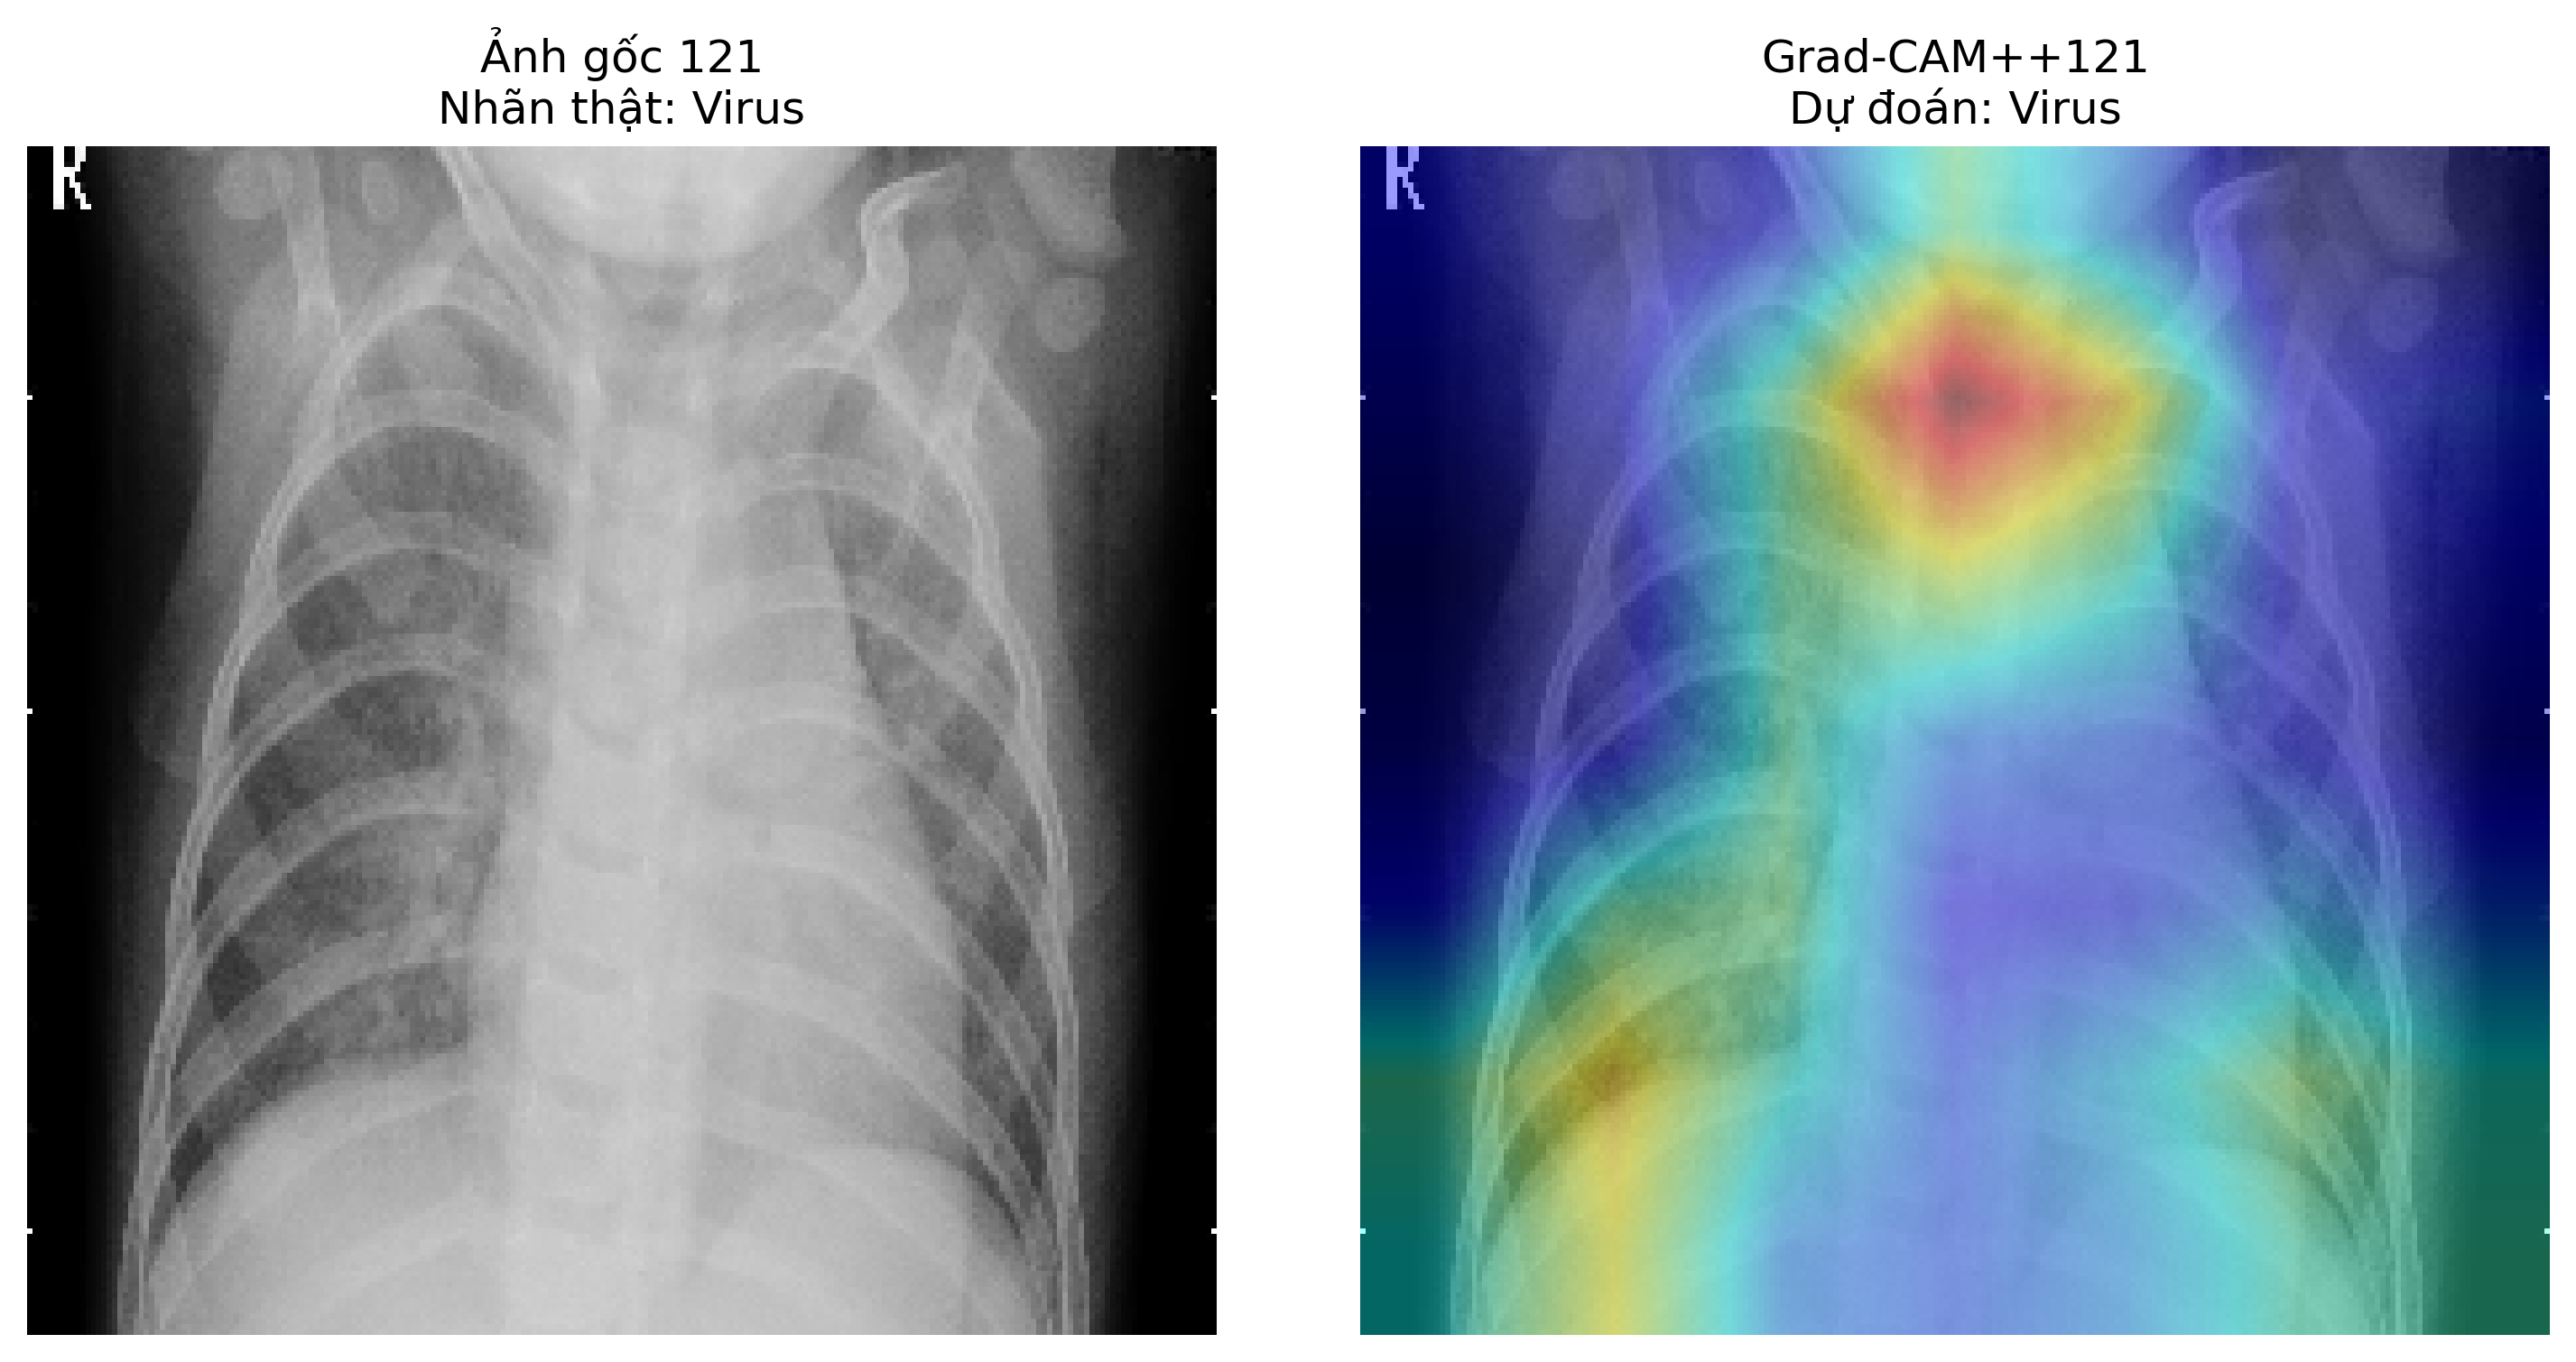 Ảnh gốc 121
Nhãn thật: Virus
R
Grad-CAM++121
Dự đoán: Virus
R